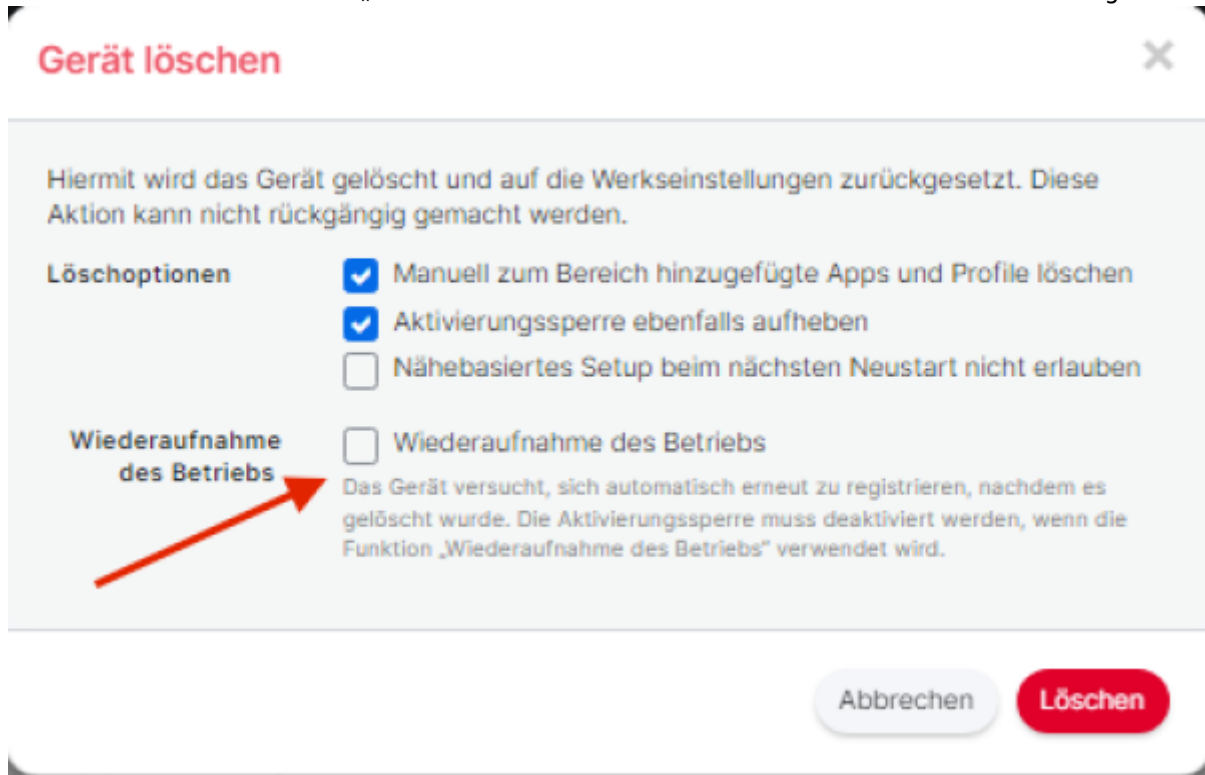 Gerät löschen
Hiermit wird das Gerät gelöscht und auf die Werkseinstellungen zurückgesetzt. Diese
Aktion kann nicht rückgängig gemacht werden.
Löschoptionen
Manuell zum Bereich hinzugefügte Apps und Profile löschen
Aktivierungssperre ebenfalls aufheben
Nähebasiertes Setup beim nächsten Neustart nicht erlauben
Wiederaufnahme
des Betriebs
Wiederaufnahme des Betriebs
Das Gerät versucht, sich automatisch erneut zu registrieren, nachdem es
gelöscht wurde. Die Aktivierungssperre muss deaktiviert werden, wenn die
Funktion „Wiederaufnahme des Betriebs" verwendet wird.
Abbrechen
Löschen